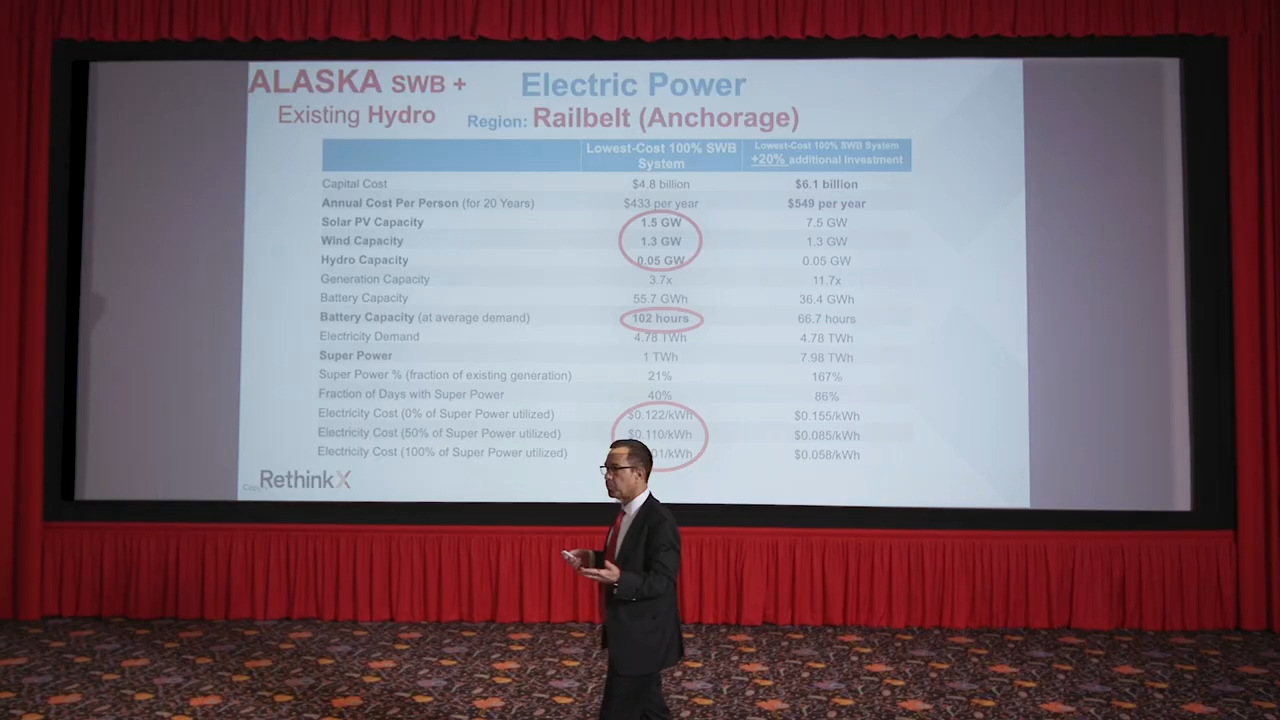 ALASKA SWB +
Existing Hydro
Electric Power
Region: Railbelt (Anchorage)
Lowest-Cost 100% SWB System
Lowest-Cost 100% SWB System +20% additional investment
Capital Cost $4.8 billion $6.1 billion
Annual Cost Per Person (for 20 Years) $433 per year $549 per year
Solar PV Capacity 1.5 GW 7.5 GW
Wind Capacity 1.3 GW 1.3 GW
Hydro Capacity 0.05 GW 0.05 GW
Generation Capacity 3.7x 11.7x
Battery Capacity 55.7 GWh 36.4 GWh
Battery Capacity (at average demand) 102 hours 66.7 hours
Electricity Demand 4.78 TWh 4.78 TWh
Super Power 1 TWh 7.98 TWh
Super Power % (fraction of existing generation) 21% 167%
Fraction of Days with Super Power 40% 86%
Electricity Cost (0% of Super Power utilized) $0.122/kWh $0.155/kWh
Electricity Cost (50% of Super Power utilized) $0.110/kWh $0.085/kWh
Electricity Cost (100% of Super Power utilized) 01/kWh $0.058/kWh
RethinkX